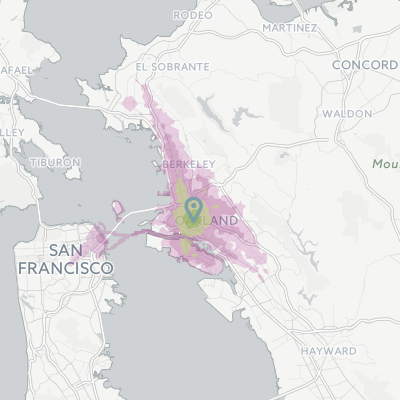 RODEO
MARTINEZ
EL SOBRANTE
CONCORD
AFAEL
WALDON
LLEY
BERKELEY
TIBURON
Mou
OAKLAND
SAN
FRANCISCO
HAYWARD